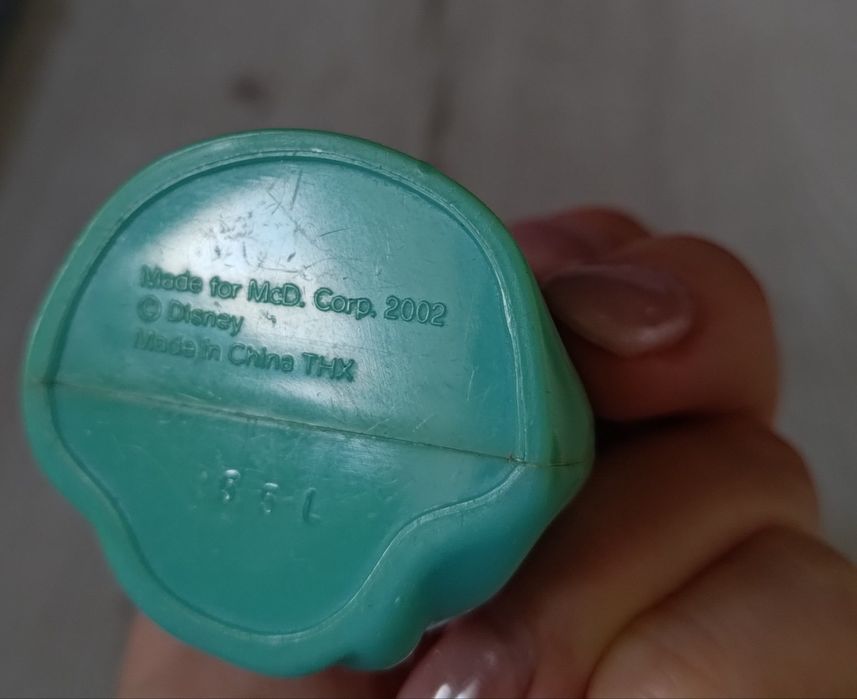 Made for McD. Corp. 2002
© Disney
Made in China THX